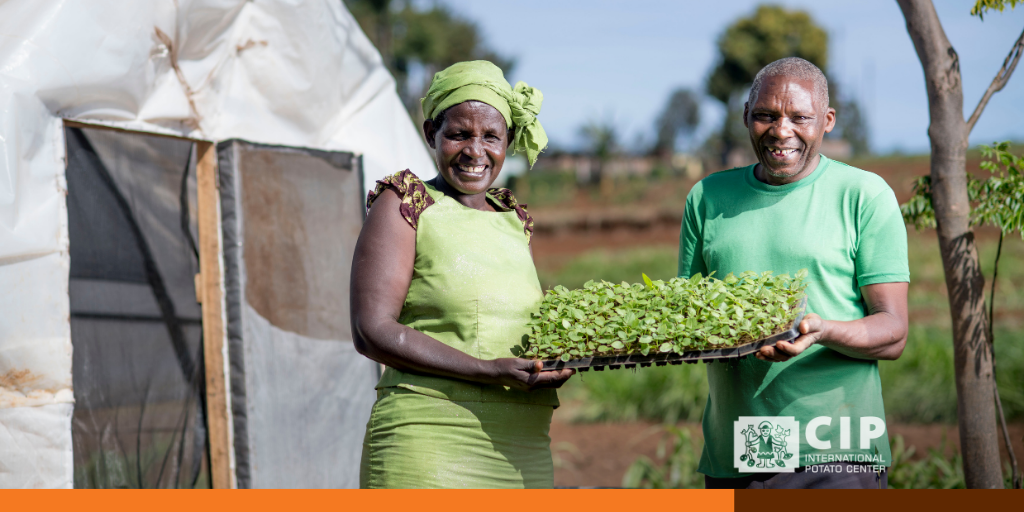 CIP
INTERNATIONAL
POTATO CENTER